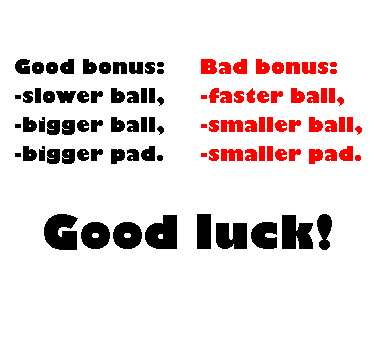 Good bonus:
-slower ball,
-bigger ball,
-bigger pad.
Bad bonus:
-faster ball,
-smaller ball,
-smaller pad.
Good luck!